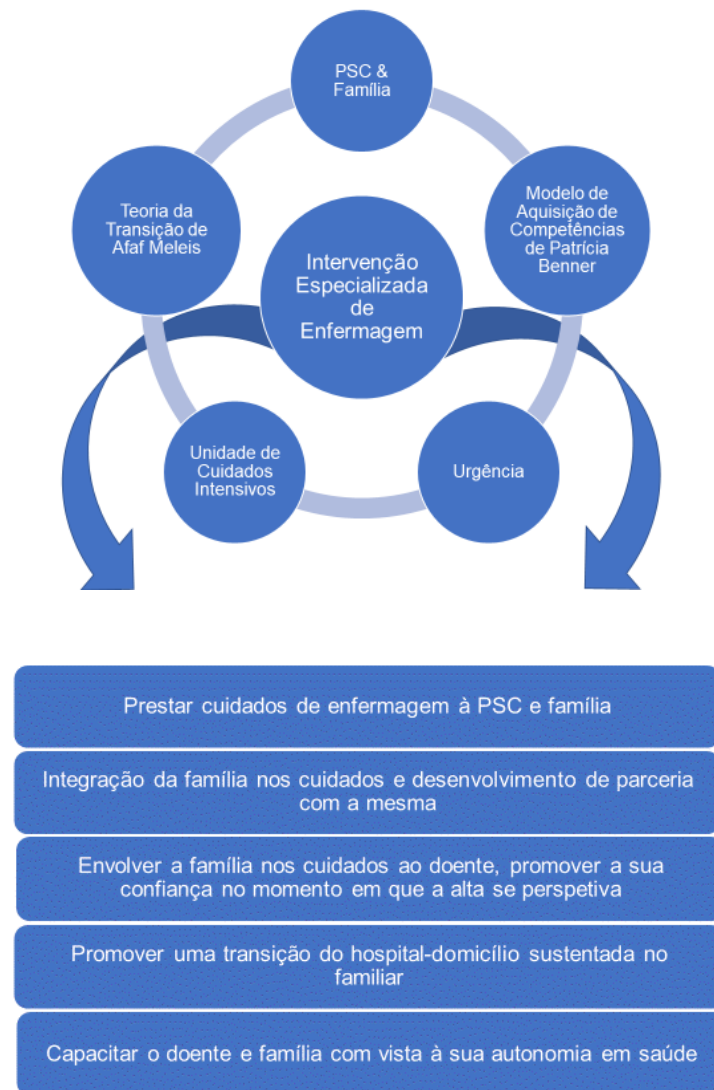 PSC &
Família
Teoria da
Transição de
Afaf Meleis
Modelo de
Aquisição de
Competências
de Patrícia
Benner
Intervenção
Especializada
de
Enfermagem
Unidade de
Cuidados
Intensivos
Urgência
Prestar cuidados de enfermagem à PSC e família
Integração da família nos cuidados e desenvolvimento de parceria
com a mesma
Envolver a família nos cuidados ao doente, promover a sua
confiança no momento em que a alta se perspetiva
Promover uma transição do hospital-domicílio sustentada no
familiar
Capacitar o doente e família com vista à sua autonomia em saúde